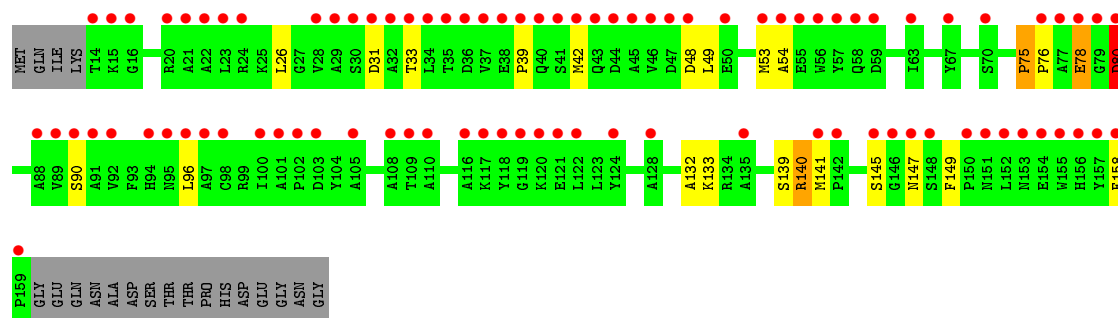 MET GLN ILE LYS T14 K15 G16 R20 A21 A22 L23 R24 K25 L26 G27 V28 A29 S30 D31 A32 T33 L34 T35 D36 V37 E38 P39 Q40 S41 M42 Q43 D44 A45 V46 D47 D48 L49 E50 M53 A54 E55 W56 Y57 Q58 D59 I63 Y67 S70 P75 P76 A77 E78 G79 D80
A88 V89 S90 A91 V92 F93 H94 N95 L96 A97 C98 R99 I100 A101 P102 D103 Y104 A105 A108 T109 A110 A116 K117 Y118 G119 K120 E121 L122 L123 Y124 A128 A132 K133 R134 A135 S139 R140 M141 P142 S145 G146 N147 S148 F149 P150 N151 L152 N153 E154 W155 H156 Y157
P159 GLY GLU GLN ASN ALA ASP SER THR THR PRO HIS ASP GLU GLY ASN GLY